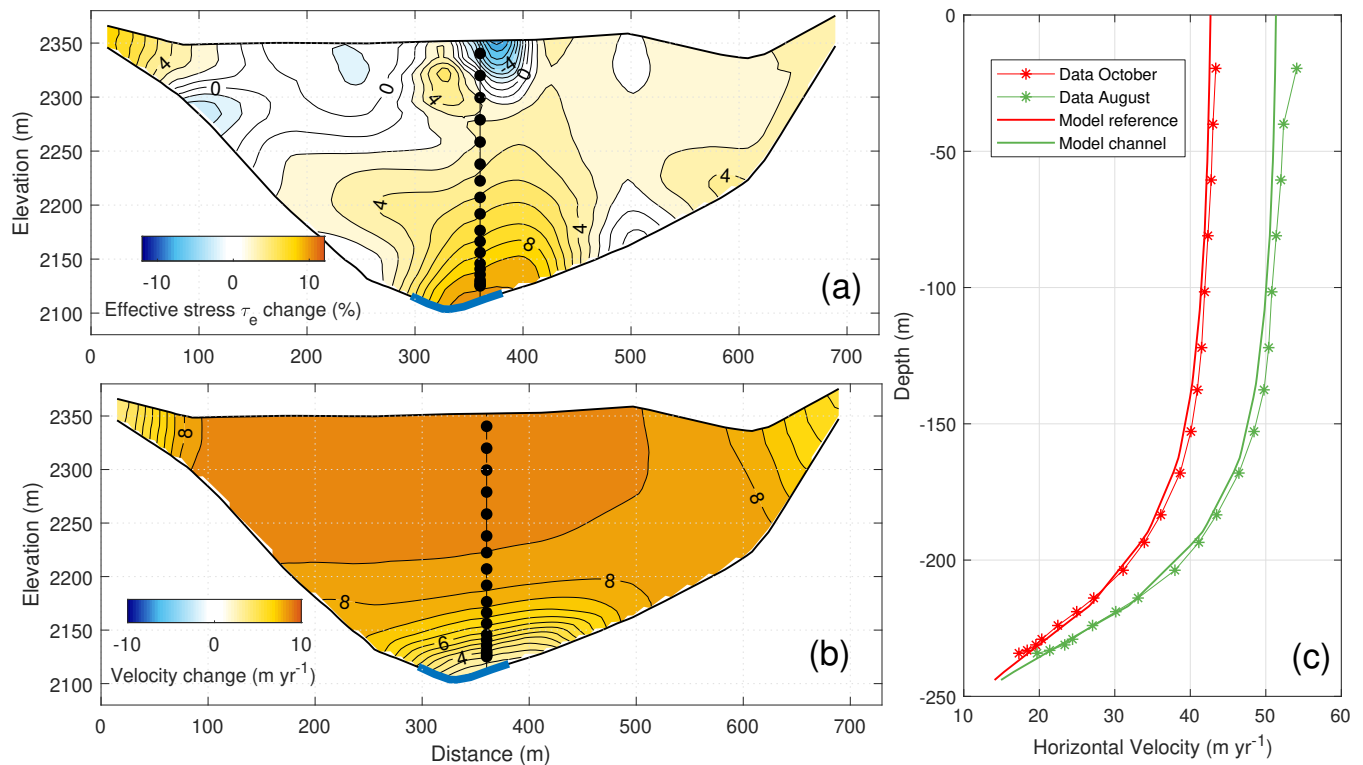 2350
2300
2250
2200
2150
2100
Elevation (m)
4
0
0
4
4
0
4
4
8
4
-10 0 10
Effective stress τe change (%)
(a)
0 100 200 300 400 500 600 700
2350
2300
2250
2200
2150
2100
Elevation (m)
8
8
8
8
6
4
-10 0 10
Velocity change (m yr-1)
(b)
0 100 200 300 400 500 600 700
Distance (m)
0
-50
-100
-150
-200
-250
Depth (m)
Data October
Data August
Model reference
Model channel
(c)
10 20 30 40 50 60
Horizontal Velocity (m yr-1)